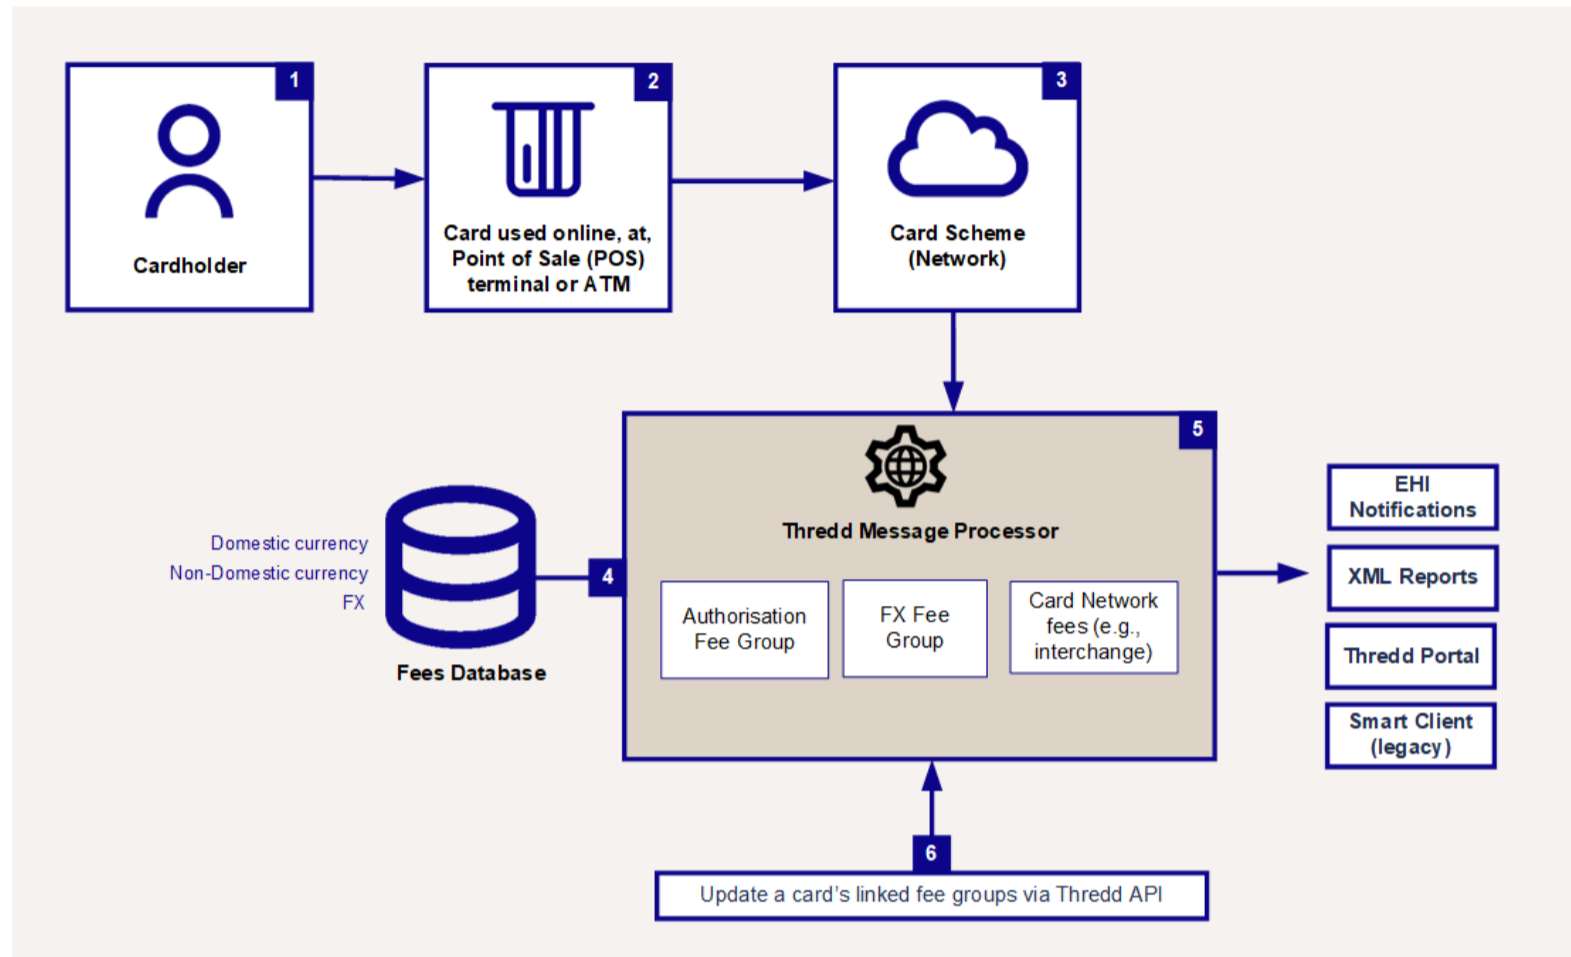 1
Cardholder
2
Card used online, at,
Point of Sale (POS)
terminal or ATM
3
Card Scheme
(Network)
Domestic currency
Non-Domestic currency
FX
Fees Database
4
5
Thredd Message Processor
Authorisation
Fee Group
FX Fee
Group
Card Network
fees (e.g.,
interchange)
EHI
Notifications
XML Reports
Thredd Portal
Smart Client
(legacy)
6
Update a card's linked fee groups via Thredd API